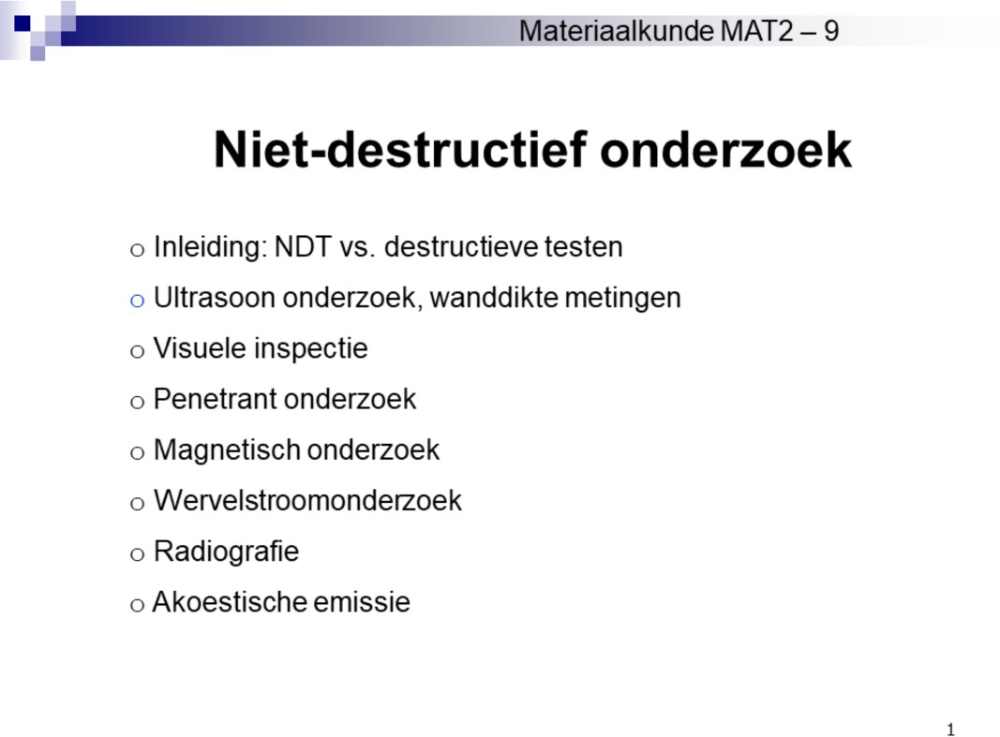 Materiaalkunde MAT2 – 9
Niet-destructief onderzoek
o Inleiding: NDT vs. destructieve testen
o Ultrasoon onderzoek, wanddikte metingen
o Visuele inspectie
o Penetrant onderzoek
o Magnetisch onderzoek
o Wervelstroomonderzoek
o Radiografie
o Akoestische emissie
1